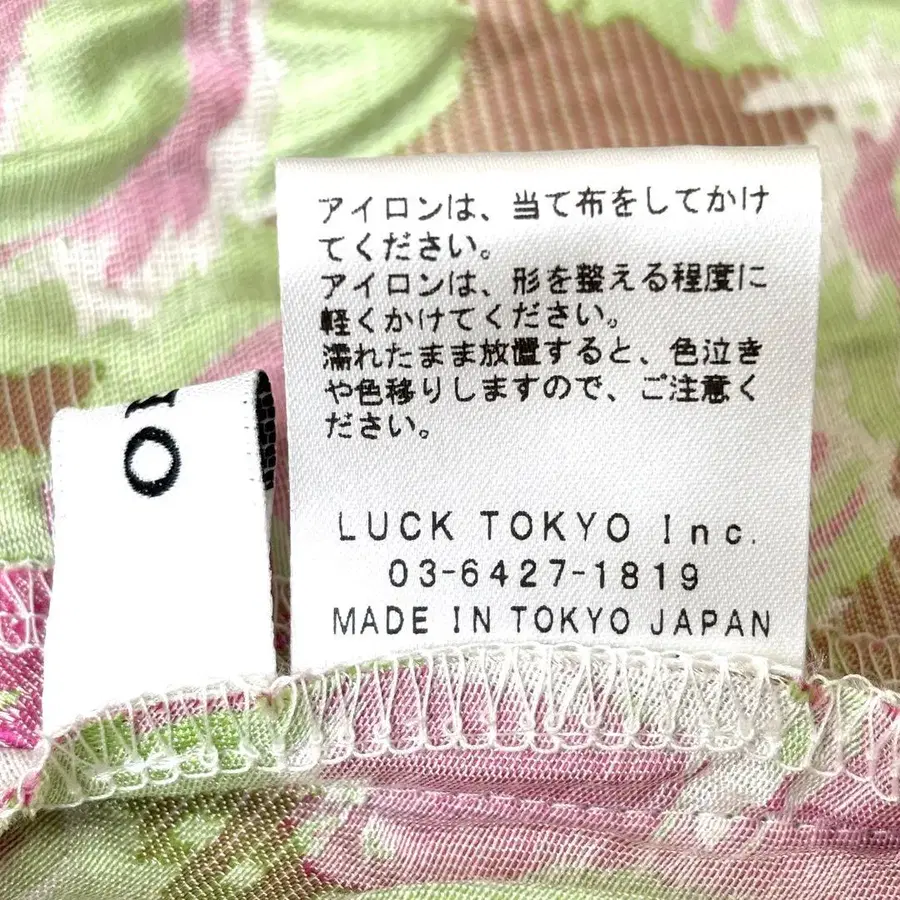 アイロンは、当て布をしてかけ
てください。
アイロンは、形を整える程度に
軽くかけてください。
濡れたまま放置すると、色泣き
や色移りしますので、ご注意く
ださい。
LUCK TOKYO Inc.
03-6427-1819
MADE IN TOKYO JAPAN